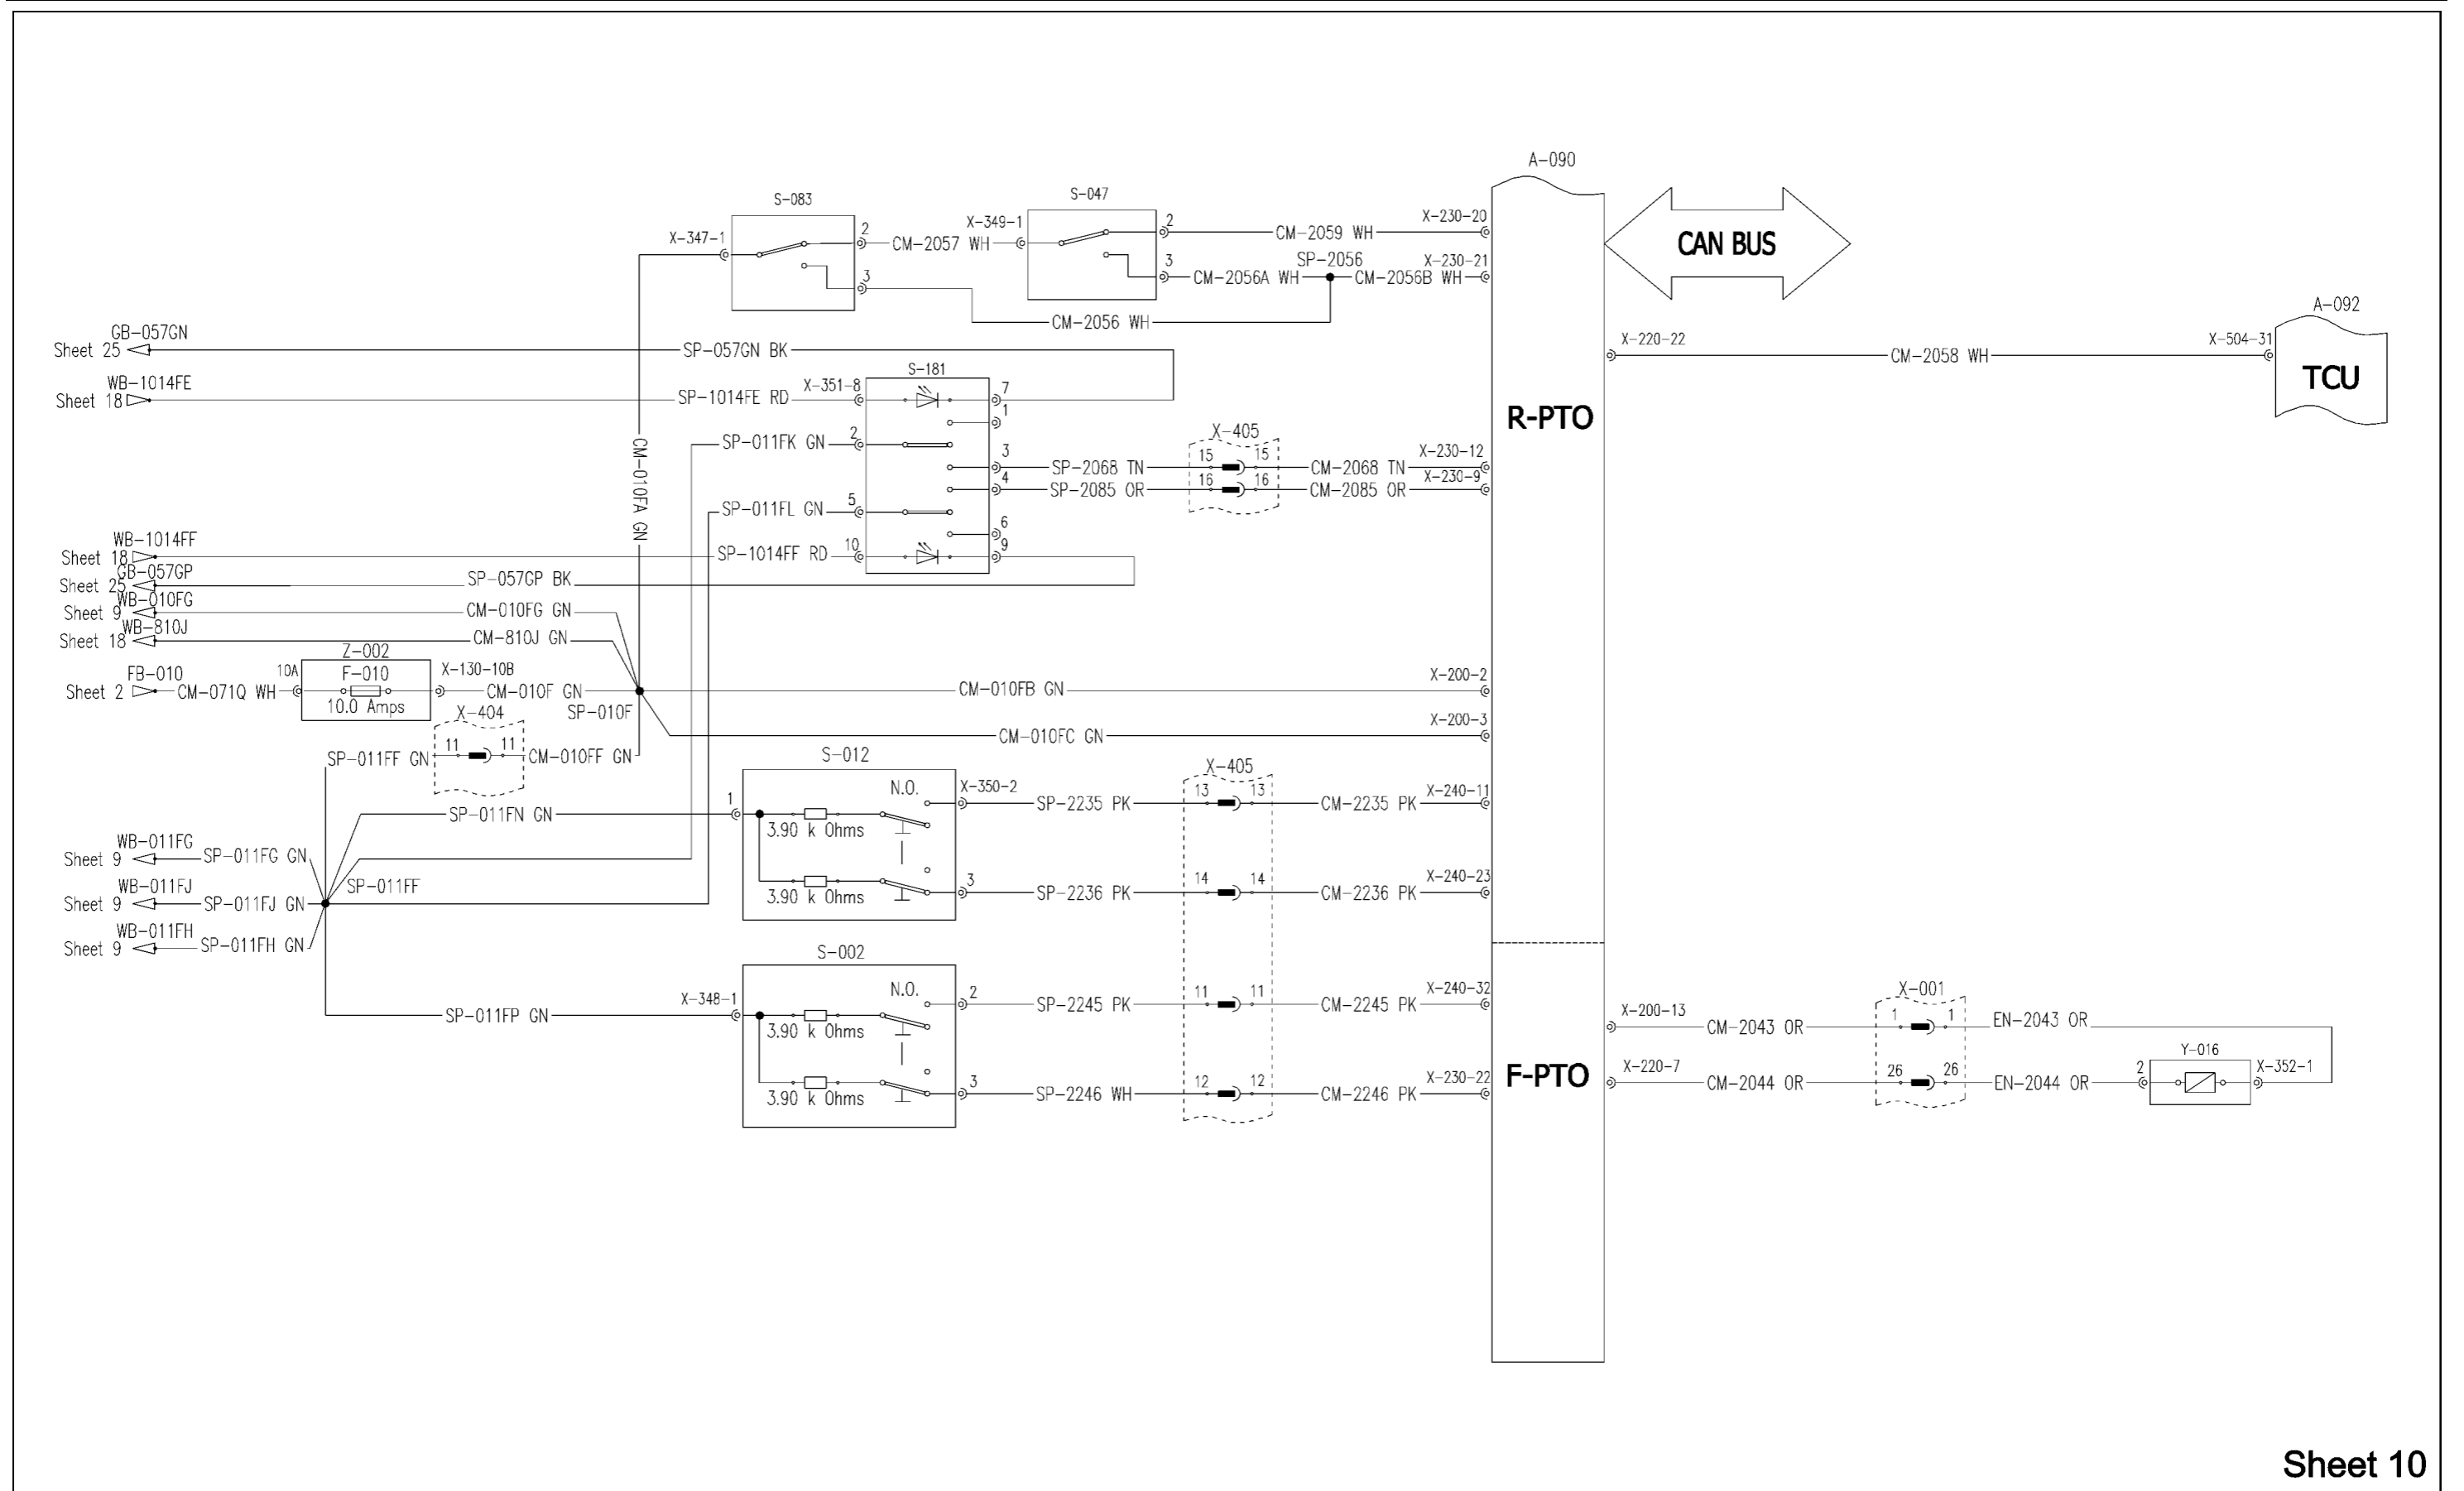 A-090
S-083
S-047
X-347-1
2
CM-2057 WH
X-349-1
2
CM-2059 WH
X-230-20
CAN BUS
3
3
CM-2056A WH
SP-2056
CM-2056B WH
X-230-21
CM-2056 WH
A-092
GB-057GN
Sheet 25
SP-057GN BK
X-220-22
CM-2058 WH
X-504-31
TCU
WB-1014FE
Sheet 18
SP-1014FE RD
X-351-8
S-181
7
1
R-PTO
CM-010FA GN
SP-011FK GN
2
3
SP-2068 TN
X-405
15
15
CM-2068 TN
X-230-12
4
SP-2085 OR
16
16
CM-2085 OR
X-230-9
SP-011FL GN
5
6
WB-1014FF
Sheet 18
SP-1014FF RD
10
9
GB-057GP
Sheet 25
SP-057GP BK
WB-010FG
Sheet 9
CM-010FG GN
WB-810J
Sheet 18
CM-810J GN
Z-002
FB-010
Sheet 2
CM-071Q WH
10A
F-010
10.0 Amps
X-130-10B
CM-010F GN
SP-010F
CM-010FB GN
X-200-2
X-404
SP-011FF GN
11
11
CM-010FF GN
CM-010FC GN
X-200-3
S-012
SP-011FN GN
1
3.90 k Ohms
N.O.
X-350-2
SP-2235 PK
X-405
13
13
CM-2235 PK
X-240-11
WB-011FG
Sheet 9
SP-011FG GN
WB-011FJ
Sheet 9
SP-011FJ GN
SP-011FF
3.90 k Ohms
3
SP-2236 PK
14
14
CM-2236 PK
X-240-23
WB-011FH
Sheet 9
SP-011FH GN
S-002
SP-011FP GN
X-348-1
3.90 k Ohms
N.O.
2
SP-2245 PK
11
11
CM-2245 PK
X-240-32
3.90 k Ohms
3
SP-2246 WH
12
12
CM-2246 PK
X-230-22
F-PTO
X-200-13
CM-2043 OR
X-001
1
1
EN-2043 OR
X-220-7
CM-2044 OR
26
26
EN-2044 OR
2
Y-016
X-352-1
Sheet 10